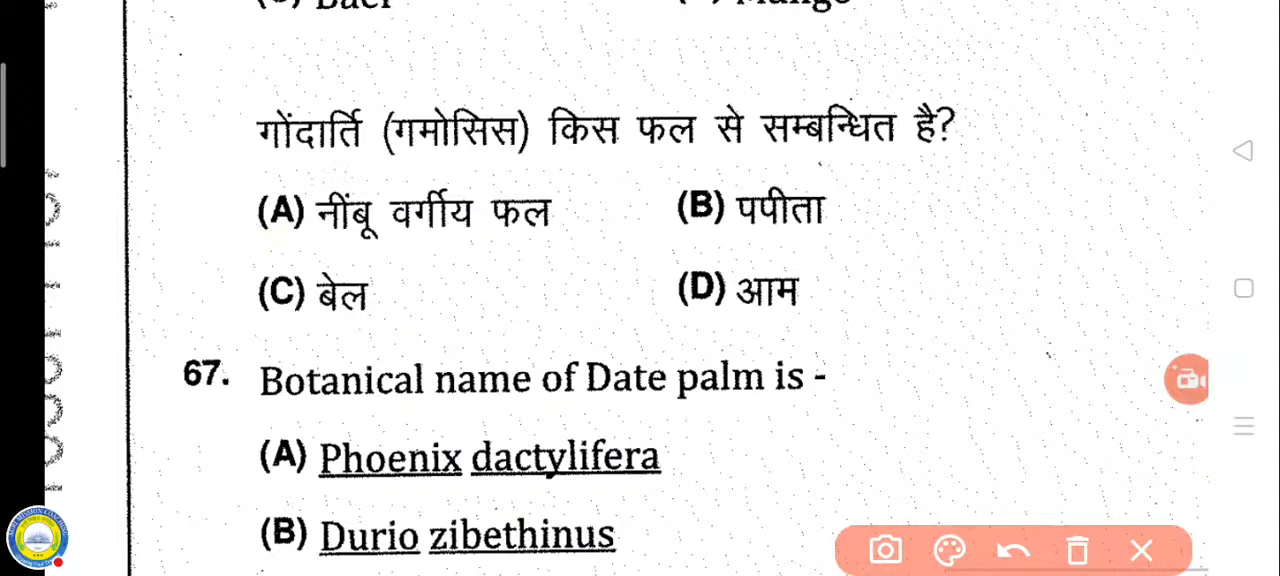 गोंदार्ति (गमोसिस) किस फल से सम्बन्धित है?
(A) नींबू वर्गीय फल (B) पपीता
(C) बेल (D) आम
67. Botanical name of Date palm is -
(A) Phoenix dactylifera
(B) Durio zibethinus